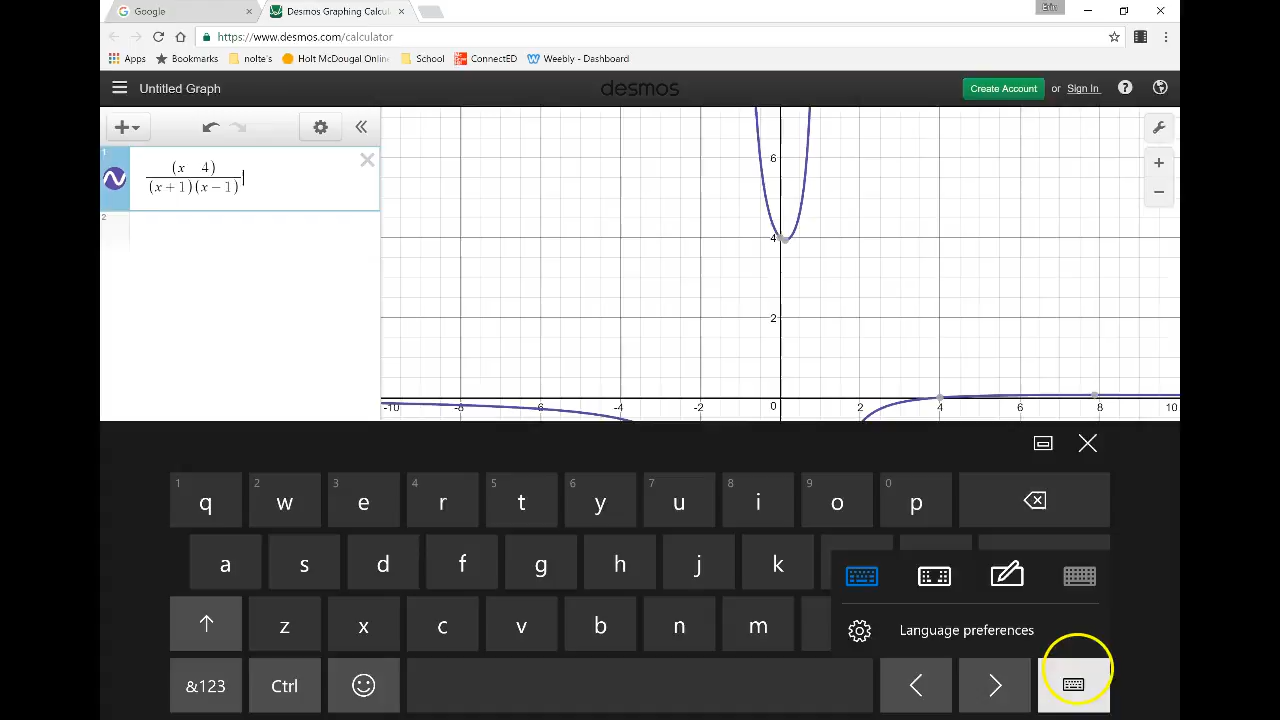 Google
Desmos Graphing Calcul
Erin
https://www.desmos.com/calculator
Apps
Bookmarks
nolte's
Holt McDougal Online
School
ConnectED
Weebly - Dashboard
Untitled Graph
desmos
Create Account or Sign In
1
(x 4)
(x + 1)(x − 1)
2
6
4
2
-10 -8 -6 -4 -2 0 2 4 6 8 10
1 q 2 w 3 e 4 r 5 t 6 y 7 u 8 i 9 o 0 p
a s d f g h j k
z x c v b n m
Language preferences
&123 Ctrl